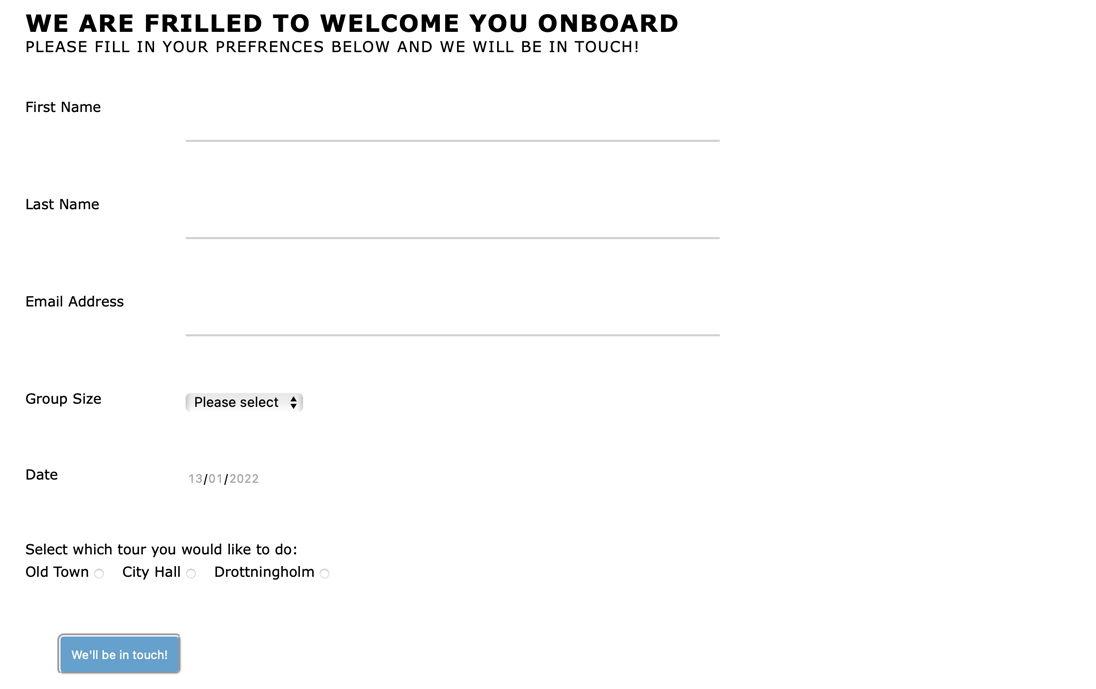 WE ARE FRILLED TO WELCOME YOU ONBOARD
PLEASE FILL IN YOUR PREFRENCES BELOW AND WE WILL BE IN TOUCH!
First Name
Last Name
Email Address
Group Size Please select
Date 13/01/2022
Select which tour you would like to do:
Old Town City Hall Drottningholm
We'll be in touch!